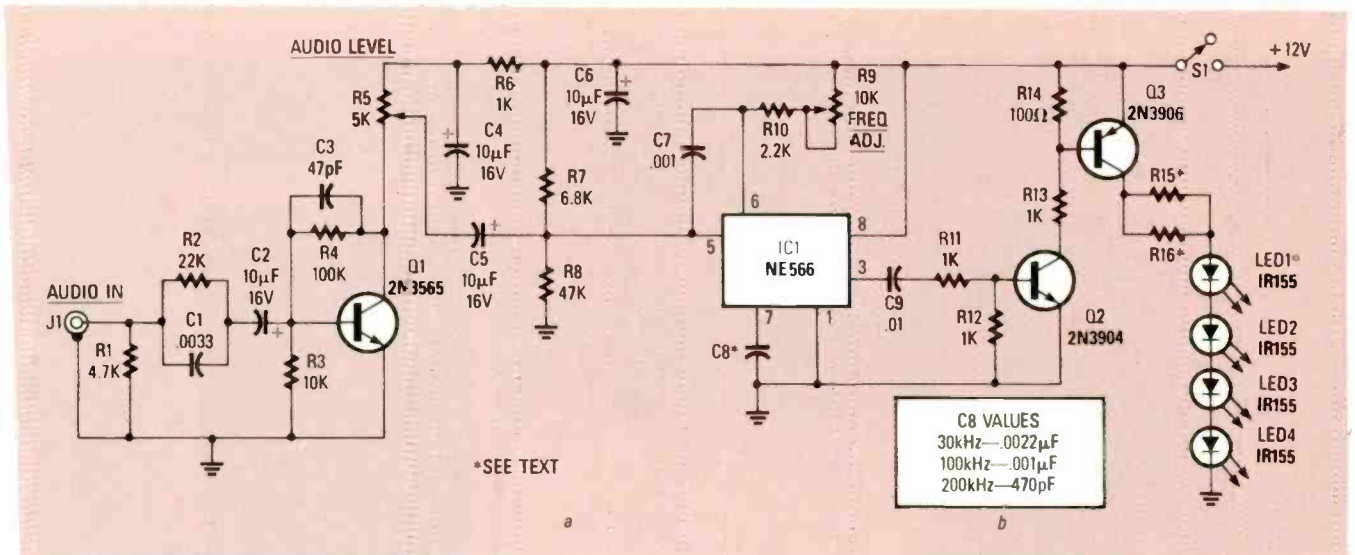 AUDIO LEVEL
R5
5K
R6
1K
C4
10μF
16V
C6
10μF
16V
R9
10K
FREQ
ADJ.
R10
2.2K
C7
.001
R14
100Ω
Q3
2N3906
S1
+12V
C3
47pF
R4
100K
R2
22K
C1
.0033
C2
10μF
16V
+
Q1
2N3565
AUDIO IN
J1
R1
4.7K
R3
10K
C5
10μF
16V
R7
6.8K
R8
47K
6
5
8
3
7
1
IC1
NE566
C8*
C9
.01
R11
1K
R12
1K
R13
1K
Q2
2N3904
R15*
R16*
LED1*
IR155
LED2
IR155
LED3
IR155
LED4
IR155
C8 VALUES
30kHz—.0022μF
100kHz—.001μF
200kHz—470pF
*SEE TEXT
a
b